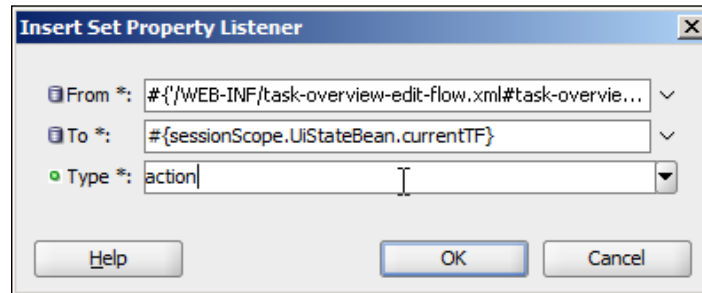 Insert Set Property Listener
From *: #{'/WEB-INF/task-overview-edit-flow.xml#task-overvie...
To *: #{sessionScope.UiStateBean.currentTF}
Type *: action
Help OK Cancel